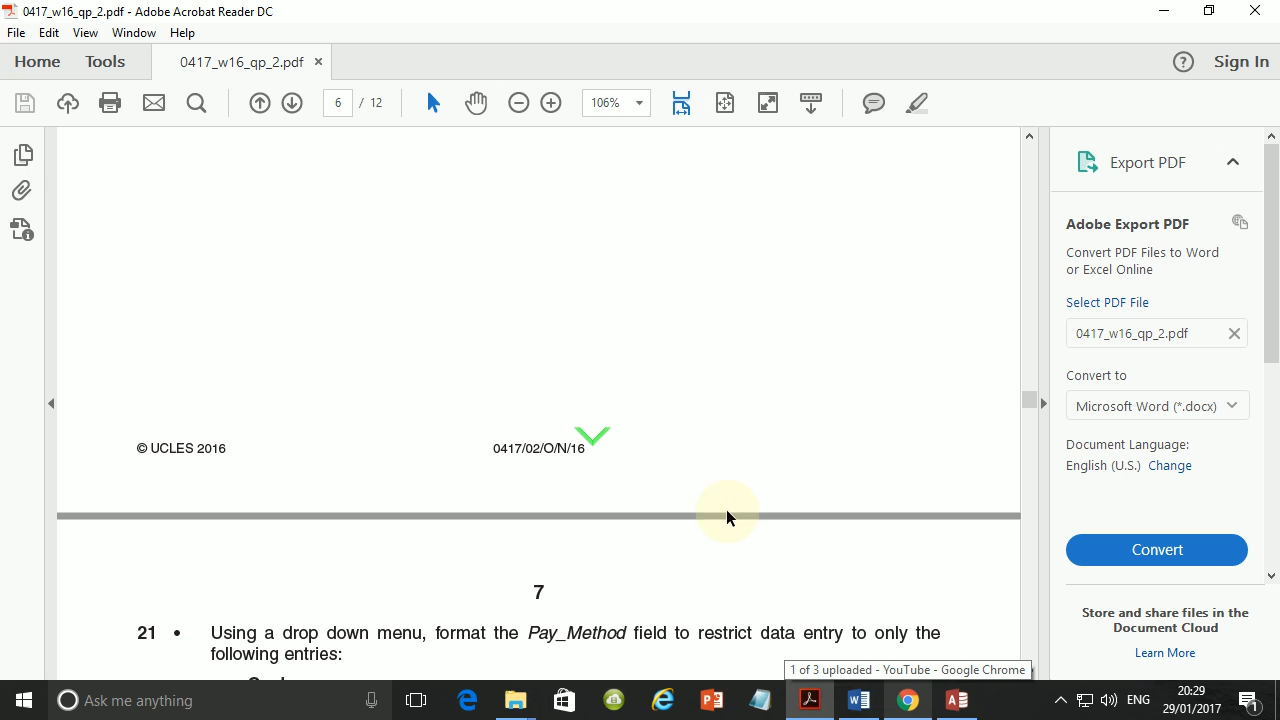 0417_w16_qp_2.pdf - Adobe Acrobat Reader DC
File Edit View Window Help
Home Tools 0417_w16_qp_2.pdf × ? Sign In
6 / 12 106%
Export PDF
Adobe Export PDF
Convert PDF Files to Word
or Excel Online
Select PDF File
0417_w16_qp_2.pdf
Convert to
Microsoft Word (*.docx)
Document Language:
English (U.S.) Change
Convert
Store and share files in the
Document Cloud
Learn More
© UCLES 2016 0417/02/O/N/16
7
21 • Using a drop down menu, format the Pay_Method field to restrict data entry to only the
following entries:
1 of 3 uploaded - YouTube - Google Chrome
Ask me anything
ENG
20:29
29/01/2017
1